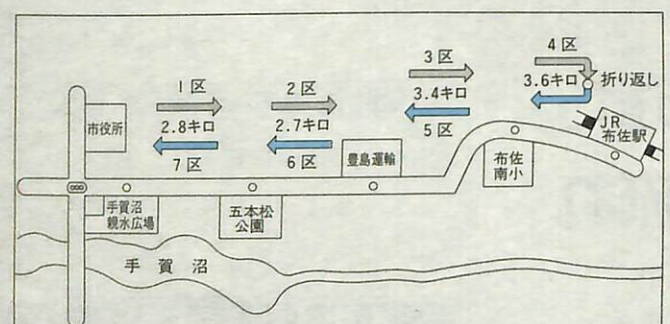 4区
3区
3.6キロ
折り返し
1区
2区
3.4キロ
JR
布佐駅
市役所
2.8キロ
2.7キロ
5区
7区
6区
豊島運輸
布佐
南小
手賀沼
親水広場
五本松
公園
手賀沼